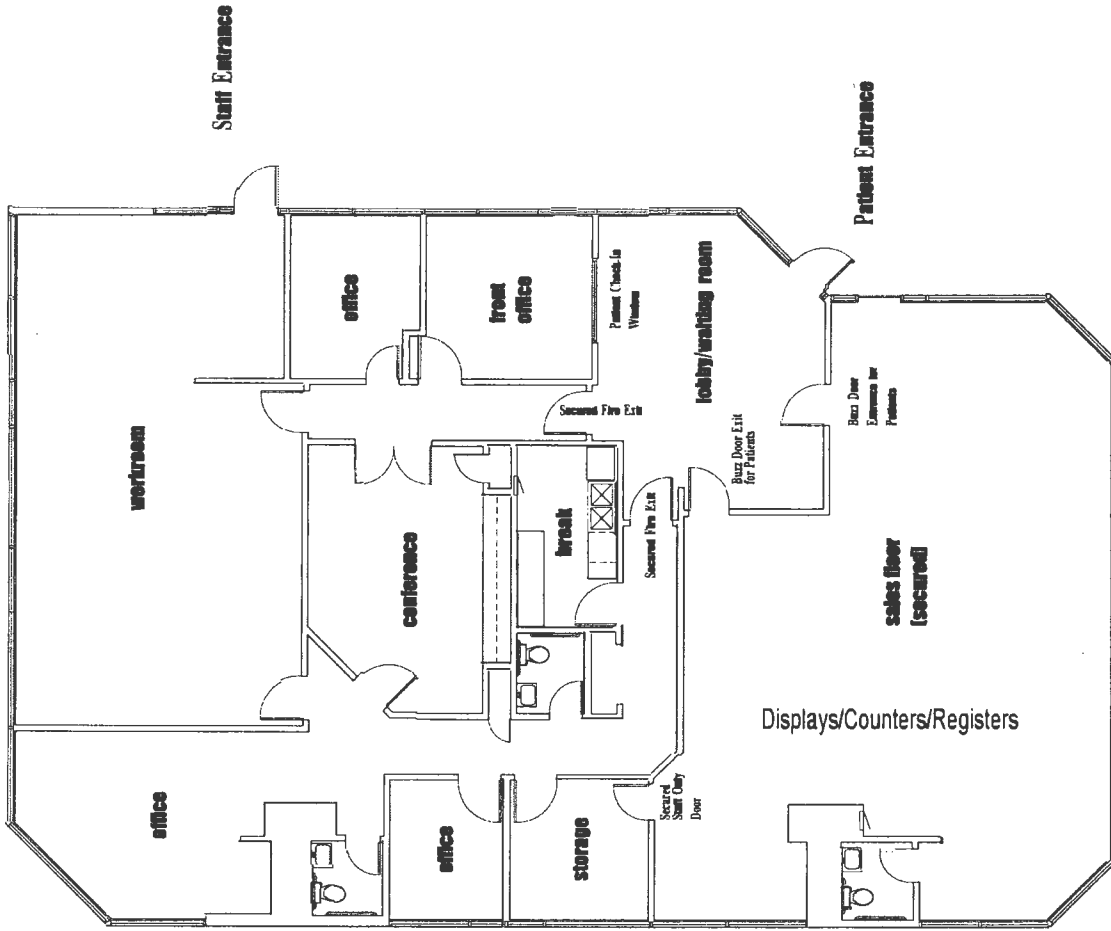 Staff Entrance
workroom
office
front
office
Patient Check-In
Window
lobby/waiting room
Patient Entrance
Secured Fire Exit
conference
break
Secured Fire Exit
Buzz Door Exit
for Patients
Buzz Door
Entrance for
Patients
sales floor
[secured]
Displays/Counters/Registers
office
office
storage
Secured
Staff Only
Door